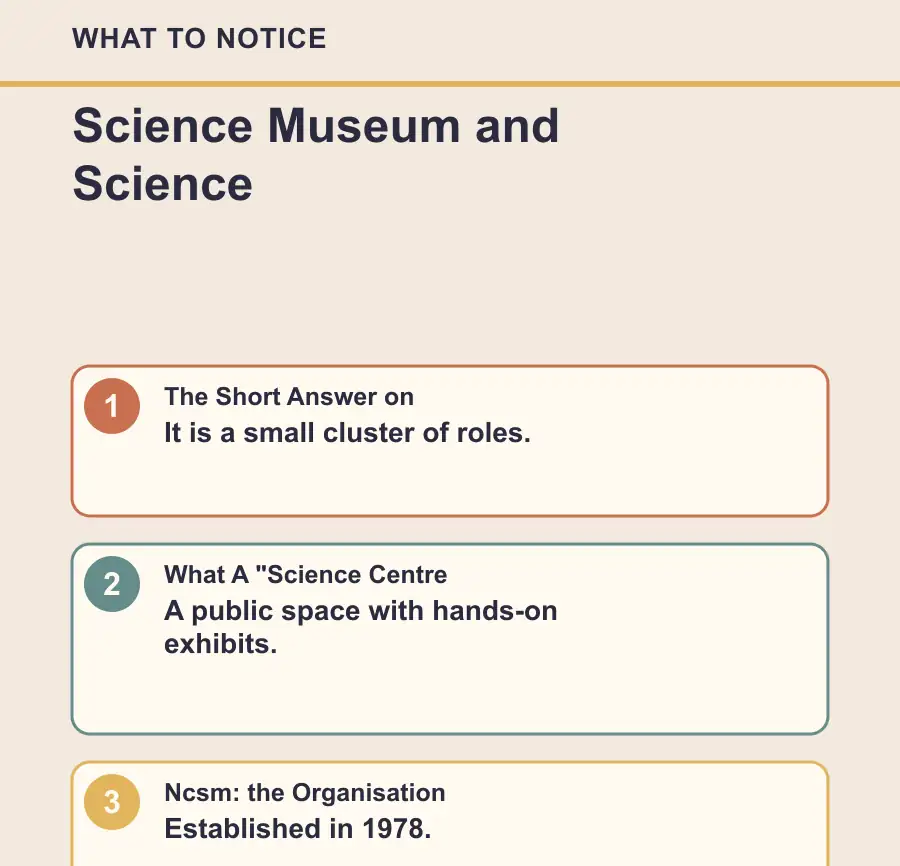 WHAT TO NOTICE
Science Museum and
Science
1
The Short Answer on
It is a small cluster of roles.
2
What A "Science Centre
A public space with hands-on
exhibits.
3
Ncsm: the Organisation
Established in 1978.